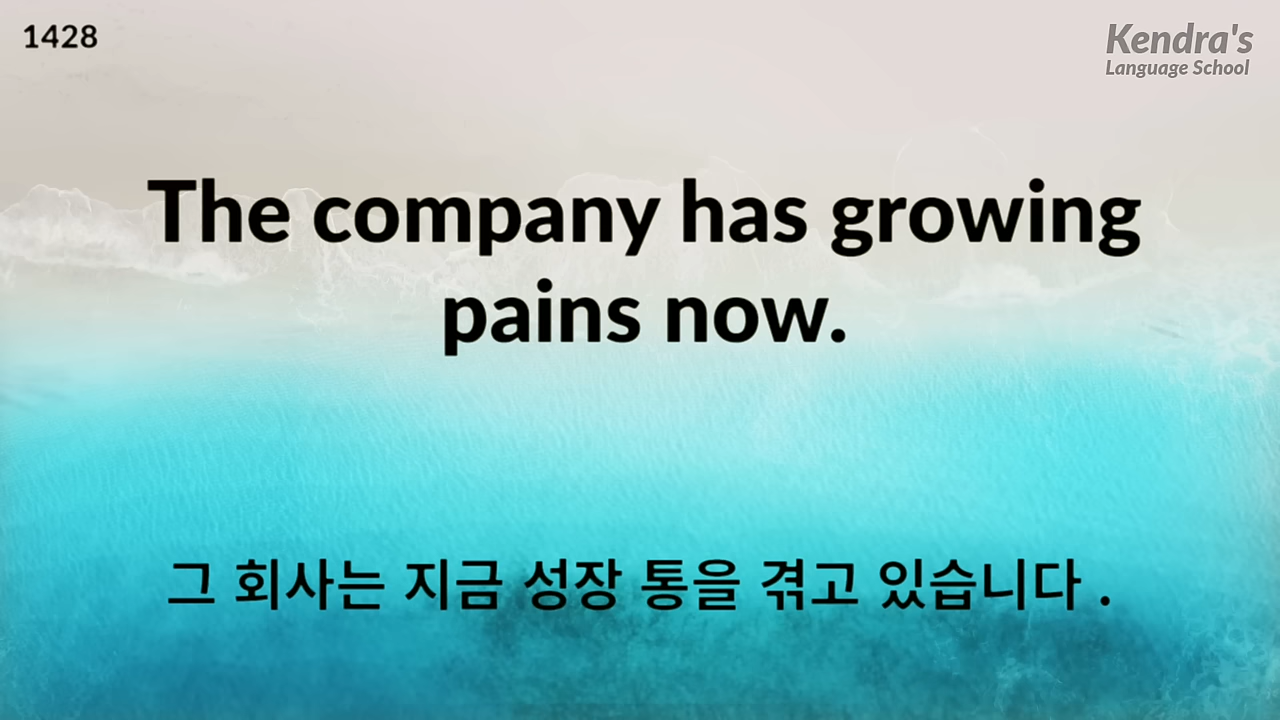 1428
Kendra's
Language School
The company has growing
pains now.
그 회사는 지금 성장 통을 겪고 있습니다 .